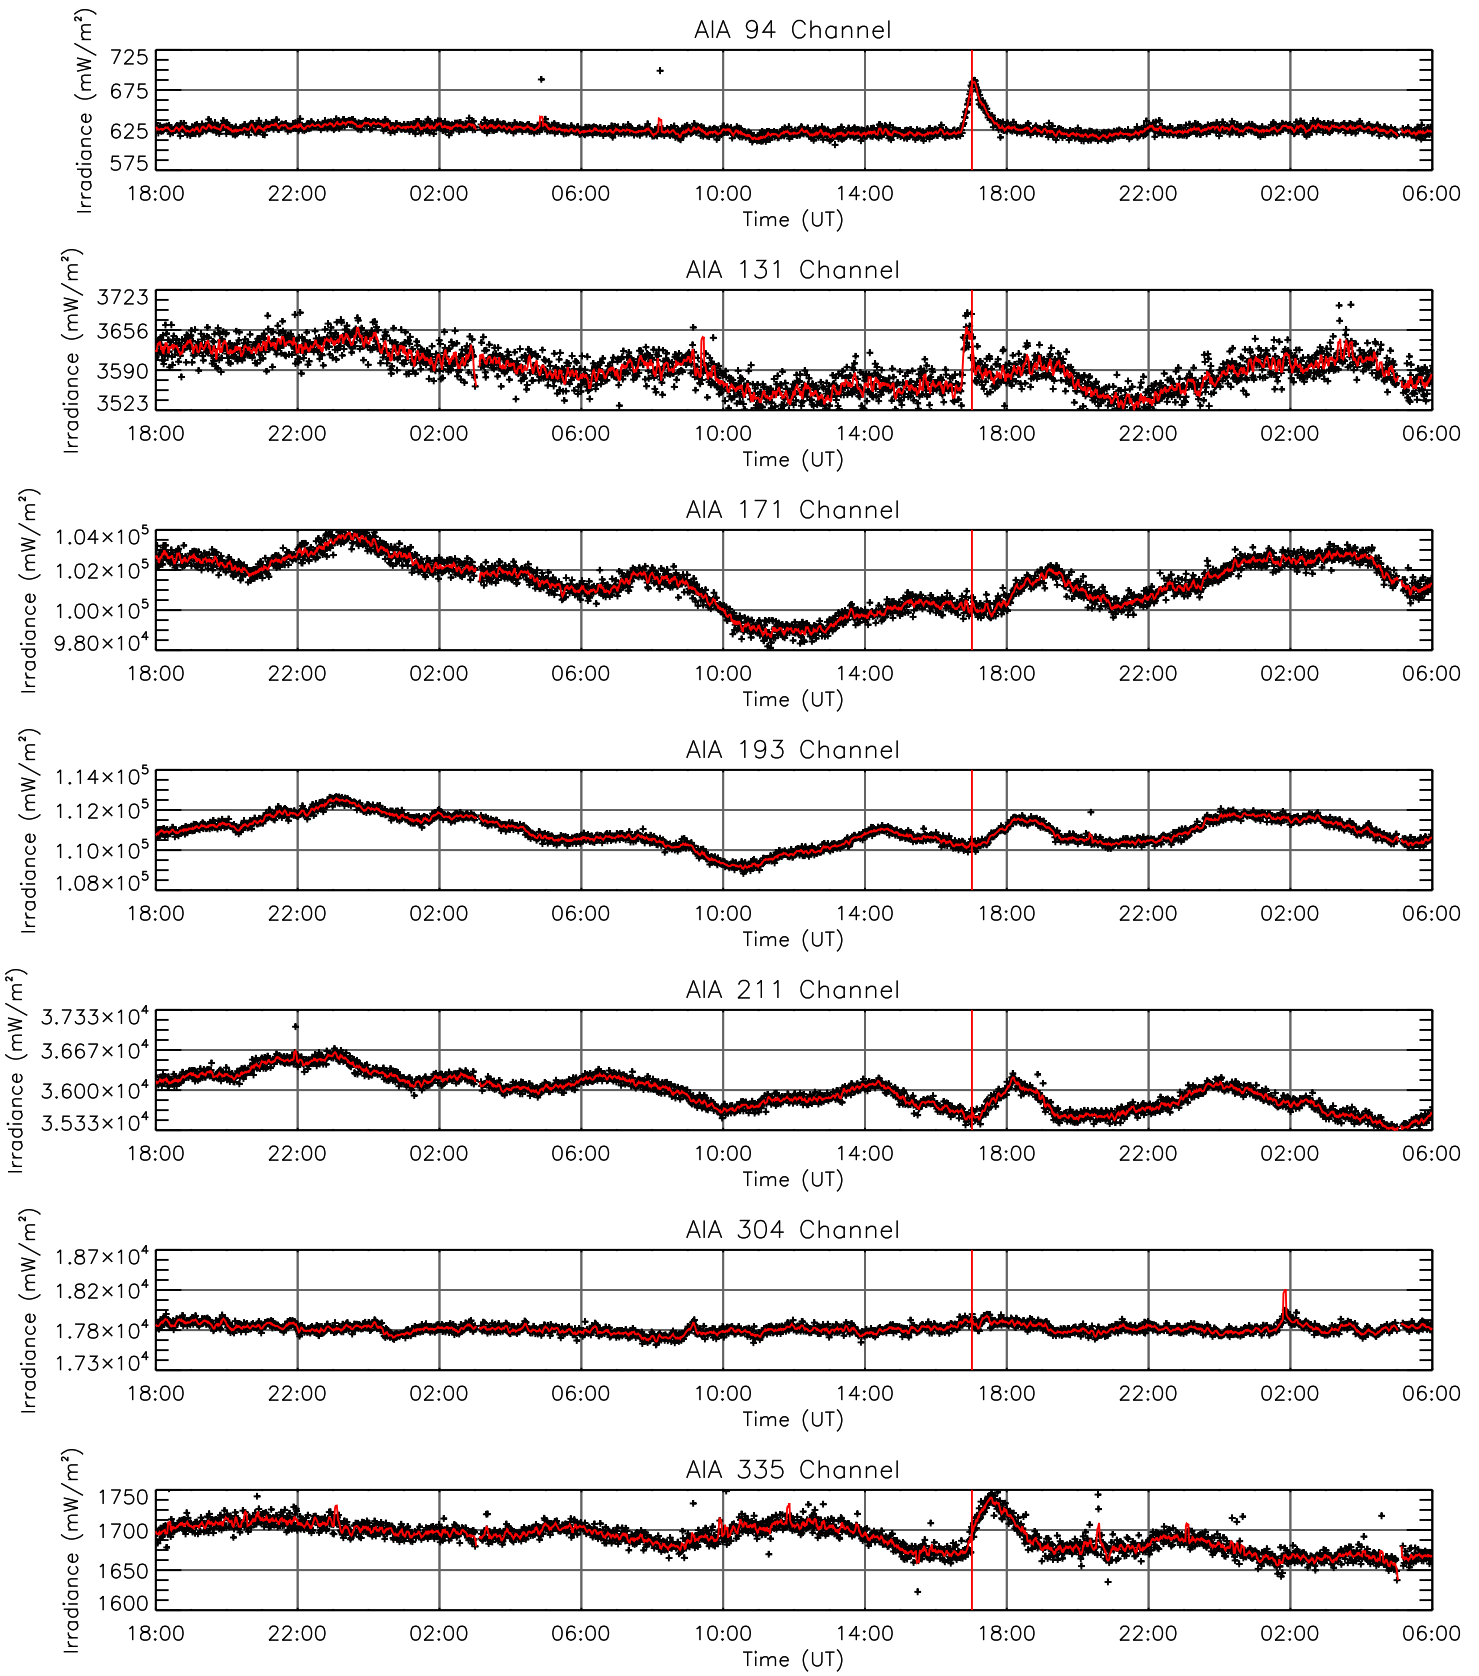 AIA 94 Channel
Irradiance (mW/m²)
725
675
625
575
18:00 22:00 02:00 06:00 10:00 14:00 18:00 22:00 02:00 06:00
Time (UT)
AIA 131 Channel
Irradiance (mW/m²)
3723
3656
3590
3523
18:00 22:00 02:00 06:00 10:00 14:00 18:00 22:00 02:00 06:00
Time (UT)
AIA 171 Channel
Irradiance (mW/m²)
1.04×10⁵
1.02×10⁵
1.00×10⁵
9.80×10⁴
18:00 22:00 02:00 06:00 10:00 14:00 18:00 22:00 02:00 06:00
Time (UT)
AIA 193 Channel
Irradiance (mW/m²)
1.14×10⁵
1.12×10⁵
1.10×10⁵
1.08×10⁵
18:00 22:00 02:00 06:00 10:00 14:00 18:00 22:00 02:00 06:00
Time (UT)
AIA 211 Channel
Irradiance (mW/m²)
3.733×10⁴
3.667×10⁴
3.600×10⁴
3.533×10⁴
18:00 22:00 02:00 06:00 10:00 14:00 18:00 22:00 02:00 06:00
Time (UT)
AIA 304 Channel
Irradiance (mW/m²)
1.87×10⁴
1.82×10⁴
1.78×10⁴
1.73×10⁴
18:00 22:00 02:00 06:00 10:00 14:00 18:00 22:00 02:00 06:00
Time (UT)
AIA 335 Channel
Irradiance (mW/m²)
1750
1700
1650
1600
18:00 22:00 02:00 06:00 10:00 14:00 18:00 22:00 02:00 06:00
Time (UT)